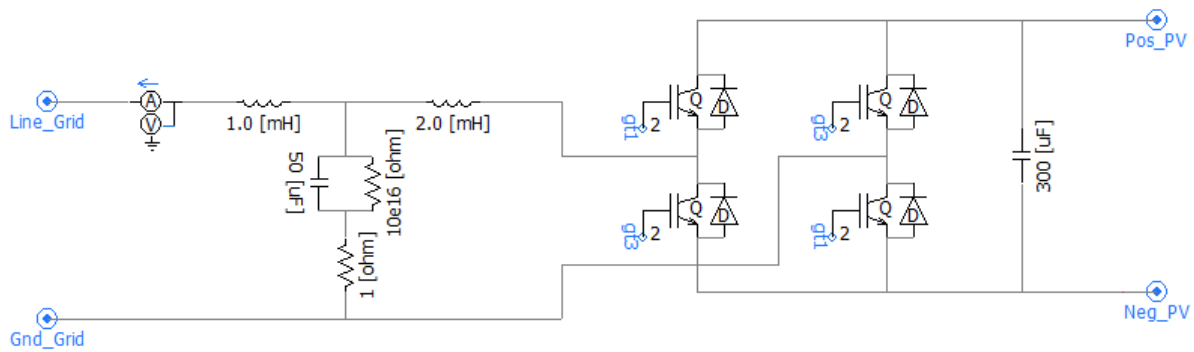 Pos_PV
Line_Grid
A
V
1.0 [mH]
2.0 [mH]
gt1
2
Q
D
gt3
2
Q
D
50 [uF]
10e16 [ohm]
300 [uF]
gt3
2
Q
D
gt1
2
Q
D
1 [ohm]
Gnd_Grid
Neg_PV